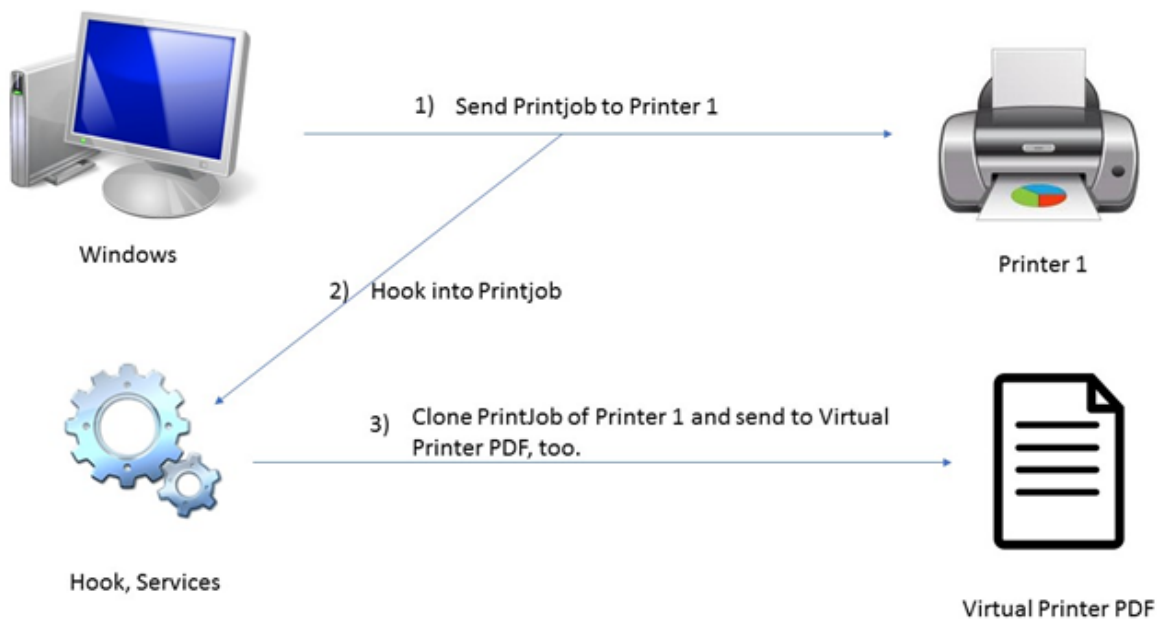 1) Send Printjob to Printer 1
Windows
Printer 1
2) Hook into Printjob
3) Clone PrintJob of Printer 1 and send to Virtual
Printer PDF, too.
Hook, Services
Virtual Printer PDF